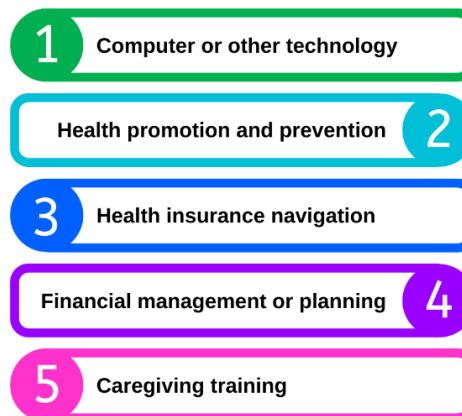 1 Computer or other technology
Health promotion and prevention 2
3 Health insurance navigation
Financial management or planning 4
5 Caregiving training